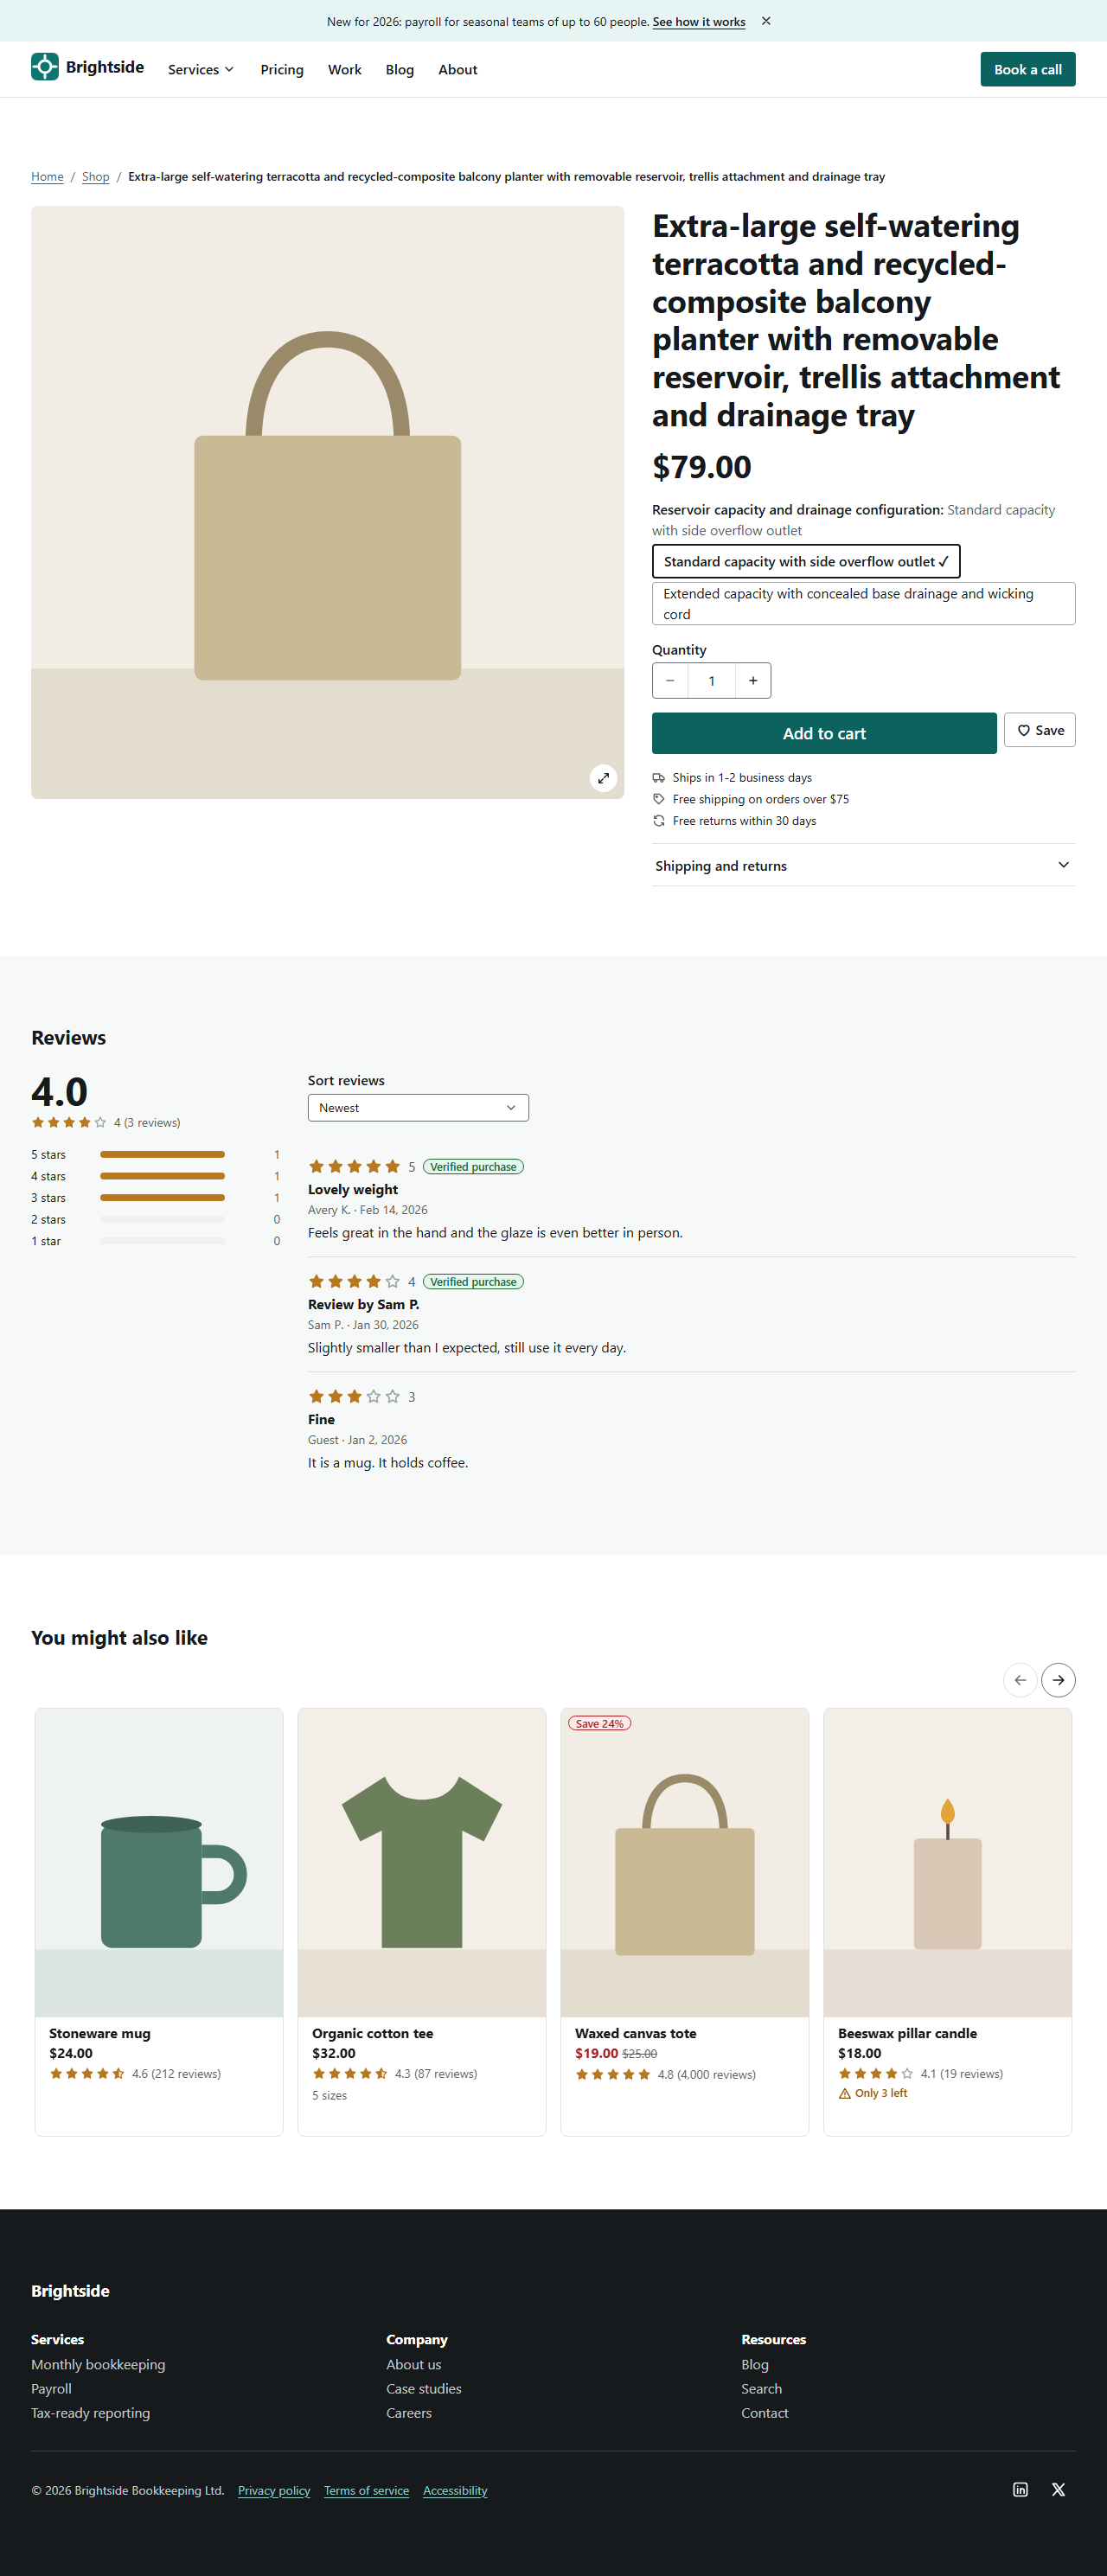 New for 2026: payroll for seasonal teams of up to 60 people. See how it works
Brightside
Services
Pricing
Work
Blog
About
Book a call
Home / Shop / Extra-large self-watering terracotta and recycled-composite balcony planter with removable reservoir, trellis attachment and drainage tray
Extra-large self-watering
terracotta and recycled-
composite balcony
planter with removable
reservoir, trellis attachment
and drainage tray
$79.00
Reservoir capacity and drainage configuration: Standard capacity
with side overflow outlet
Standard capacity with side overflow outlet ✓
Extended capacity with concealed base drainage and wicking
cord
Quantity
− 1 +
Add to cart
Save
Ships in 1-2 business days
Free shipping on orders over $75
Free returns within 30 days
Shipping and returns
Reviews
4.0
4 (3 reviews)
5 stars 1
4 stars 1
3 stars 1
2 stars 0
1 star 0
Sort reviews
Newest
5 Verified purchase
Lovely weight
Avery K. · Feb 14, 2026
Feels great in the hand and the glaze is even better in person.
4 Verified purchase
Review by Sam P.
Sam P. · Jan 30, 2026
Slightly smaller than I expected, still use it every day.
3
Fine
Guest · Jan 2, 2026
It is a mug. It holds coffee.
You might also like
Stoneware mug
$24.00
4.6 (212 reviews)
Organic cotton tee
$32.00
4.3 (87 reviews)
5 sizes
Save 24%
Waxed canvas tote
$19.00 $25.00
4.8 (4,000 reviews)
Beeswax pillar candle
$18.00
4.1 (19 reviews)
Only 3 left
Brightside
Services
Monthly bookkeeping
Payroll
Tax-ready reporting
Company
About us
Case studies
Careers
Resources
Blog
Search
Contact
© 2026 Brightside Bookkeeping Ltd. Privacy policy Terms of service Accessibility